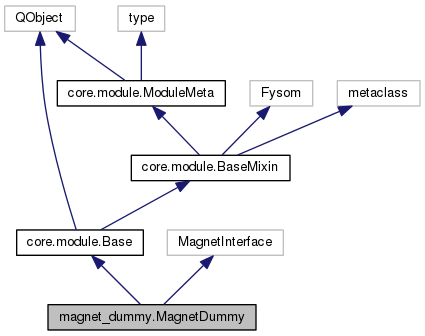 QObject
type
core.module.ModuleMeta
Fysom
metaclass
core.module.BaseMixin
core.module.Base
MagnetInterface
magnet_dummy.MagnetDummy